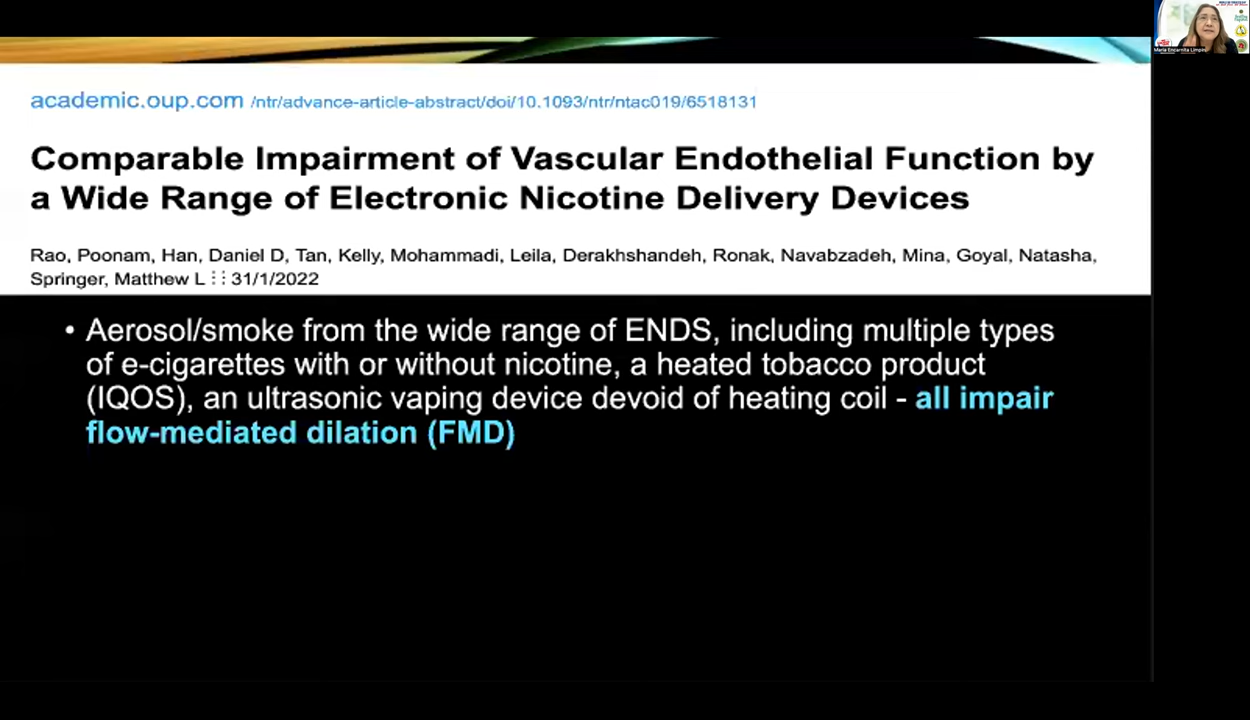 academic.oup.com /ntr/advance-article-abstract/doi/10.1093/ntr/ntac019/6518131
Comparable Impairment of Vascular Endothelial Function by
a Wide Range of Electronic Nicotine Delivery Devices
Rao, Poonam, Han, Daniel D, Tan, Kelly, Mohammadi, Leila, Derakhshandeh, Ronak, Navabzadeh, Mina, Goyal, Natasha,
Springer, Matthew L ⋮⋮ 31/1/2022
• Aerosol/smoke from the wide range of ENDS, including multiple types
of e-cigarettes with or without nicotine, a heated tobacco product
(IQOS), an ultrasonic vaping device devoid of heating coil - all impair
flow-mediated dilation (FMD)
Maria Encarnita Limpin